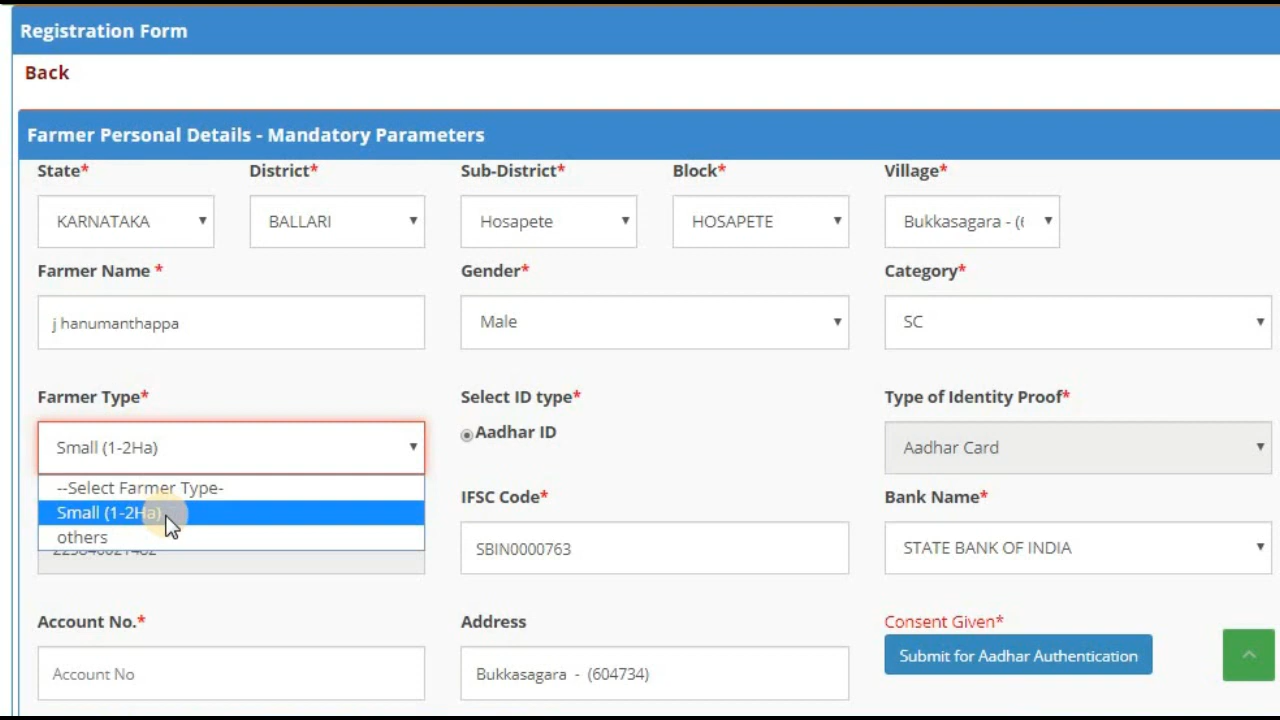 Registration Form
Back
Farmer Personal Details - Mandatory Parameters
State* District* Sub-District* Block* Village*
KARNATAKA BALLARI Hosapete HOSAPETE Bukkasagara - (
Farmer Name * Gender* Category*
j hanumanthappa Male SC
Farmer Type* Select ID type* Type of Identity Proof*
Aadhar ID
Small (1-2Ha) Aadhar Card
--Select Farmer Type-
IFSC Code* Bank Name*
Small (1-2Ha)
others
SBIN0000763 STATE BANK OF INDIA
Account No.* Address Consent Given*
Submit for Aadhar Authentication
Account No Bukkasagara - (604734)